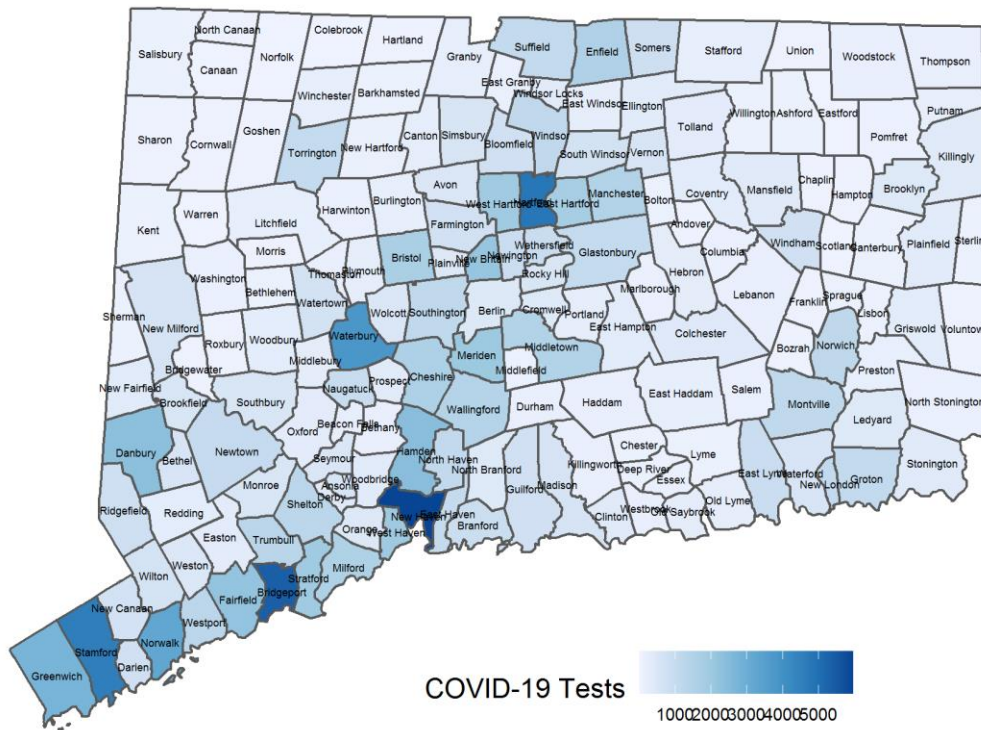 North Canaan
Colebrook
Hartland
Suffield
Enfield
Somers
Stafford
Union
Woodstock
Thompson
Salisbury
Canaan
Norfolk
Granby
East Granby
Windsor Locks
East Windsor
Ellington
Winchester
Barkhamsted
Willington
Ashford
Eastford
Putnam
Pomfret
Sharon
Cornwall
Goshen
Torrington
New Hartford
Canton
Simsbury
Bloomfield
Windsor
South Windsor
Vernon
Tolland
Killingly
Avon
West Hartford
Hartford
East Hartford
Manchester
Bolton
Coventry
Mansfield
Chaplin
Hampton
Brooklyn
Kent
Warren
Litchfield
Harwinton
Burlington
Farmington
Andover
Columbia
Windham
Scotland
Canterbury
Plainfield
Sterling
Morris
Bristol
Plainville
New Britain
Newington
Wethersfield
Glastonbury
Hebron
Washington
Bethlehem
Thomaston
Plymouth
Rocky Hill
Marlborough
Lebanon
Franklin
Sprague
Lisbon
Griswold
Voluntown
Sherman
New Milford
Watertown
Wolcott
Southington
Berlin
Cromwell
Portland
East Hampton
Colchester
Bozrah
Norwich
Preston
Roxbury
Woodbury
Waterbury
Middlebury
Meriden
Middletown
Middlefield
Bridgewater
New Fairfield
Brookfield
Southbury
Naugatuck
Prospect
Cheshire
Wallingford
Durham
Haddam
East Haddam
Salem
Montville
Ledyard
North Stonington
Oxford
Beacon Falls
Bethany
Danbury
Bethel
Newtown
Seymour
Woodbridge
Hamden
North Haven
North Branford
Guilford
Madison
Killingworth
Chester
Deep River
Essex
Lyme
East Lyme
Waterford
New London
Groton
Stonington
Ridgefield
Redding
Monroe
Shelton
Ansonia
Derby
New Haven
East Haven
Branford
Clinton
Westbrook
Old Saybrook
Old Lyme
Easton
Trumbull
Orange
West Haven
Milford
Wilton
Weston
Stratford
Bridgeport
Fairfield
Westport
New Canaan
Norwalk
Darien
Stamford
Greenwich
COVID-19 Tests
1000 2000 3000 4000 5000